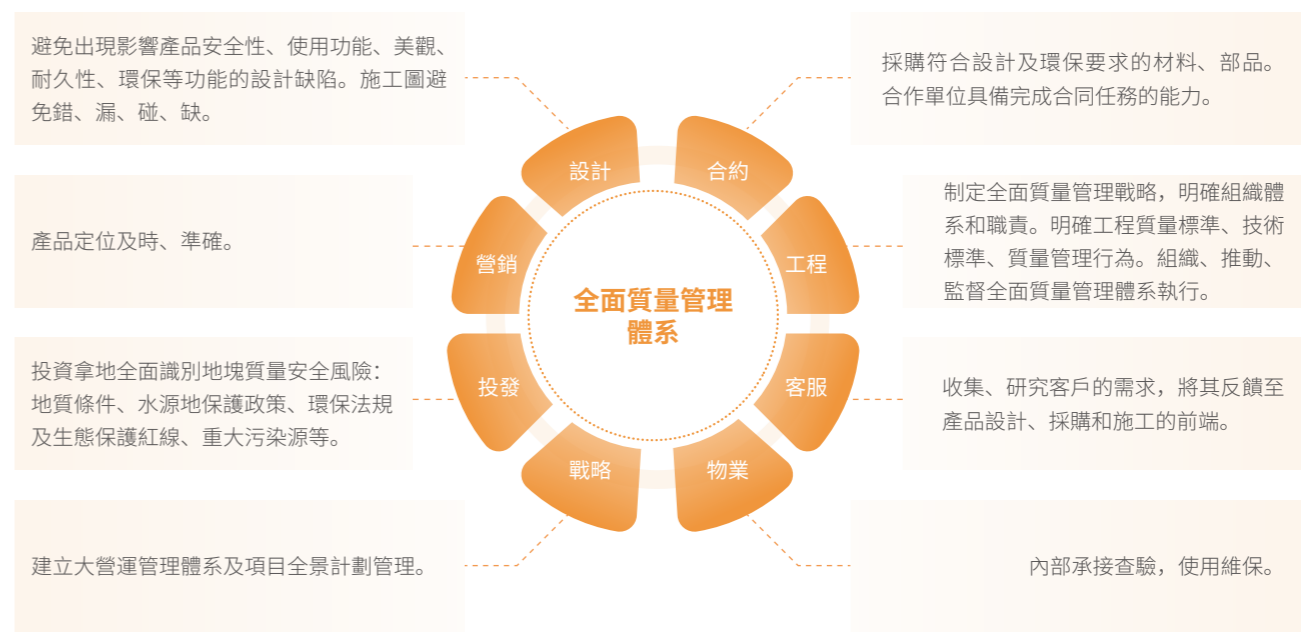 避免出現影響產品安全性、使用功能、美觀、
耐久性、環保等功能的設計缺陷。施工圖避
免錯、漏、碰、缺。
採購符合設計及環保要求的材料、部品。
合作單位具備完成合同任務的能力。
設計
合約
產品定位及時、準確。
營銷
工程
制定全面質量管理戰略，明確組織體
系和職責。明確工程質量標準、技術
標準、質量管理行為。組織、推動、
監督全面質量管理體系執行。
全面質量管理
體系
投資拿地全面識別地塊質量安全風險：
地質條件、水源地保護政策、環保法規
及生態保護紅線、重大污染源等。
投發
客服
收集、研究客戶的需求，將其反饋至
產品設計、採購和施工的前端。
戰略
物業
建立大營運管理體系及項目全景計劃管理。
內部承接查驗，使用維保。